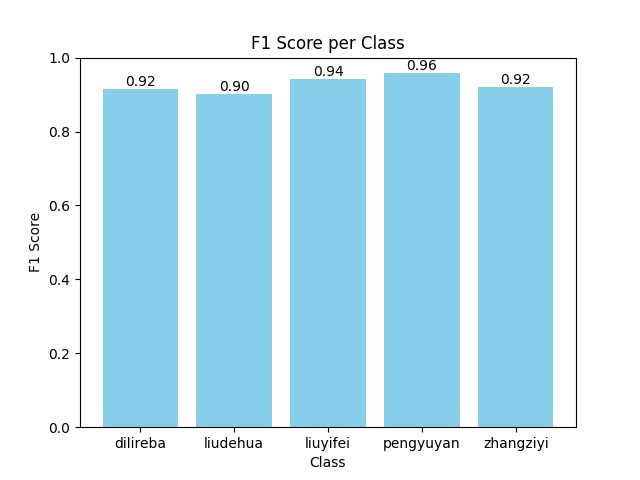 F1 Score per Class
0.92
0.90
0.94
0.96
0.92
1.0
0.8
0.6
0.4
0.2
0.0
F1 Score
dilireba
liudehua
liuyifei
pengyuyan
zhangziyi
Class